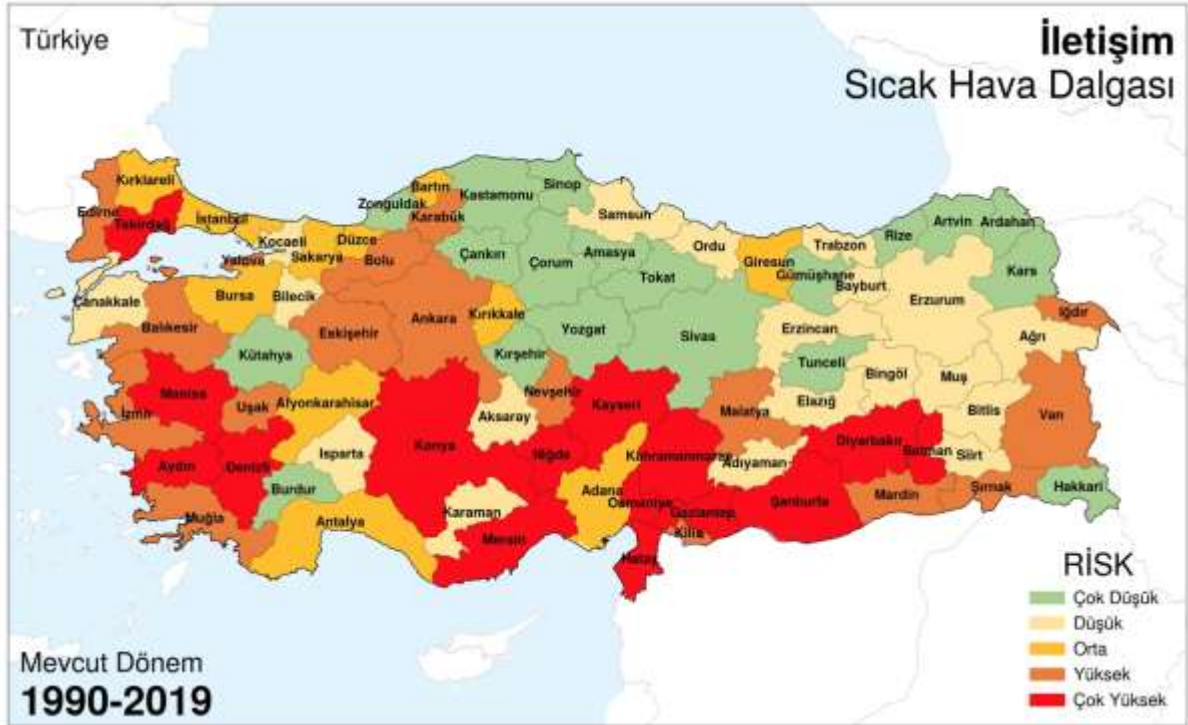 Türkiye
İletişim
Sıcak Hava Dalgası
Kırklareli
Edirne
Tekirdağ
İstanbul
Kocaeli
Yalova
Sakarya
Düzce
Zonguldak
Bartın
Karabük
Kastamonu
Sinop
Samsun
Ordu
Giresun
Trabzon
Rize
Artvin
Ardahan
Kars
Gümüşhane
Bayburt
Erzurum
Iğdır
Ağrı
Çanakkale
Balıkesir
Bursa
Bilecik
Bolu
Çankırı
Çorum
Amasya
Tokat
Ankara
Kırıkkale
Eskişehir
Kütahya
Yozgat
Kırşehir
Sivas
Erzincan
Tunceli
Bingöl
Muş
Bitlis
Van
Elazığ
Malatya
Manisa
İzmir
Uşak
Afyonkarahisar
Konya
Aksaray
Nevşehir
Kayseri
Niğde
Kahramanmaraş
Adıyaman
Diyarbakır
Batman
Siirt
Aydın
Denizli
Isparta
Burdur
Muğla
Antalya
Karaman
Mersin
Adana
Osmaniye
Gaziantep
Kilis
Hatay
Şanlıurfa
Mardin
Şırnak
Hakkari
RİSK
Çok Düşük
Düşük
Orta
Yüksek
Çok Yüksek
Mevcut Dönem
1990-2019